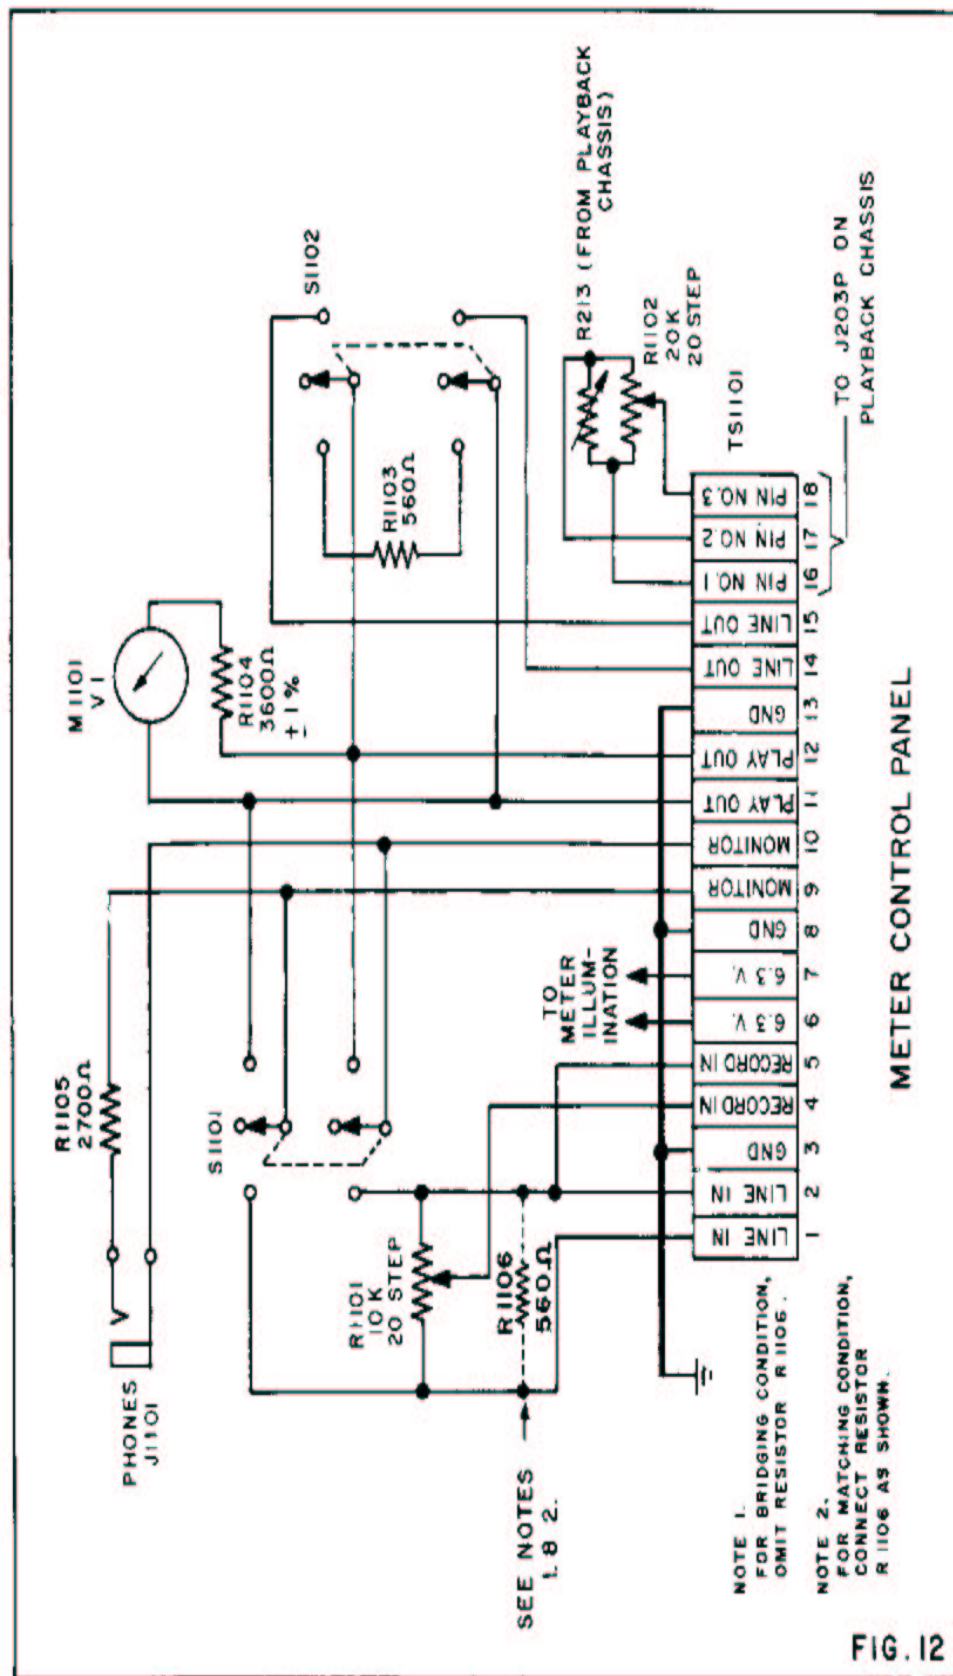 PHONES
J1101
R1105
2700Ω
M1101
V I
S1101
R1104
3600Ω
±1%
S1102
R1103
560Ω
R1101
10K
20 STEP
R1106
560Ω
SEE NOTES
1. 8 2.
TO
METER
ILLUM-
INATION
R213 (FROM PLAYBACK
CHASSIS)
R1102
20K
20 STEP
TS1101
LINE IN
LINE IN
GND
RECORD IN
RECORD IN
6.3 V.
6.3 V.
GND
MONITOR
MONITOR
PLAY OUT
PLAY OUT
GND
LINE OUT
LINE OUT
PIN NO. 1
PIN NO. 2
PIN NO. 3
1 2 3 4 5 6 7 8 9 10 11 12 13 14 15 16 17 18
TO J203P ON
PLAYBACK CHASSIS
NOTE 1.
FOR BRIDGING CONDITION,
OMIT RESISTOR R1106.
NOTE 2.
FOR MATCHING CONDITION,
CONNECT RESISTOR
R1106 AS SHOWN.
METER CONTROL PANEL
FIG. 12